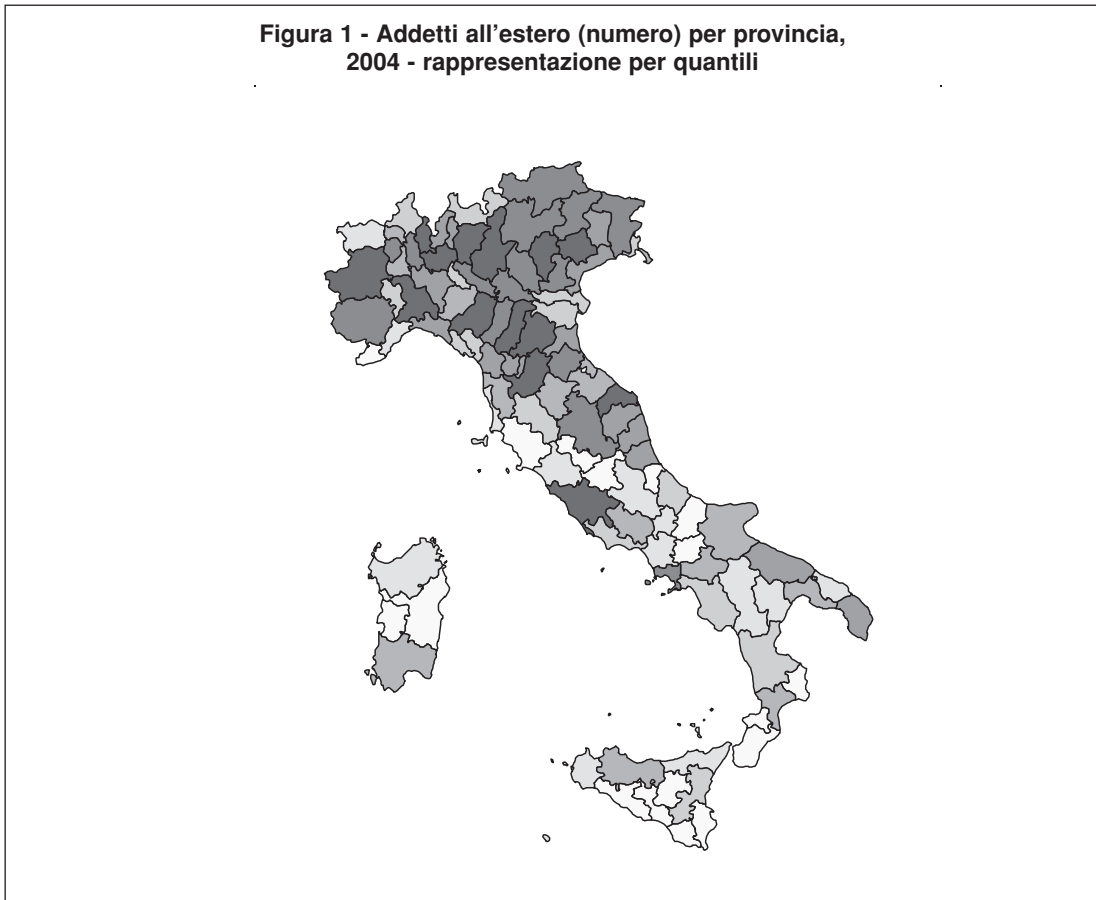 Figura 1 - Addetti all'estero (numero) per provincia,
2004 - rappresentazione per quantili